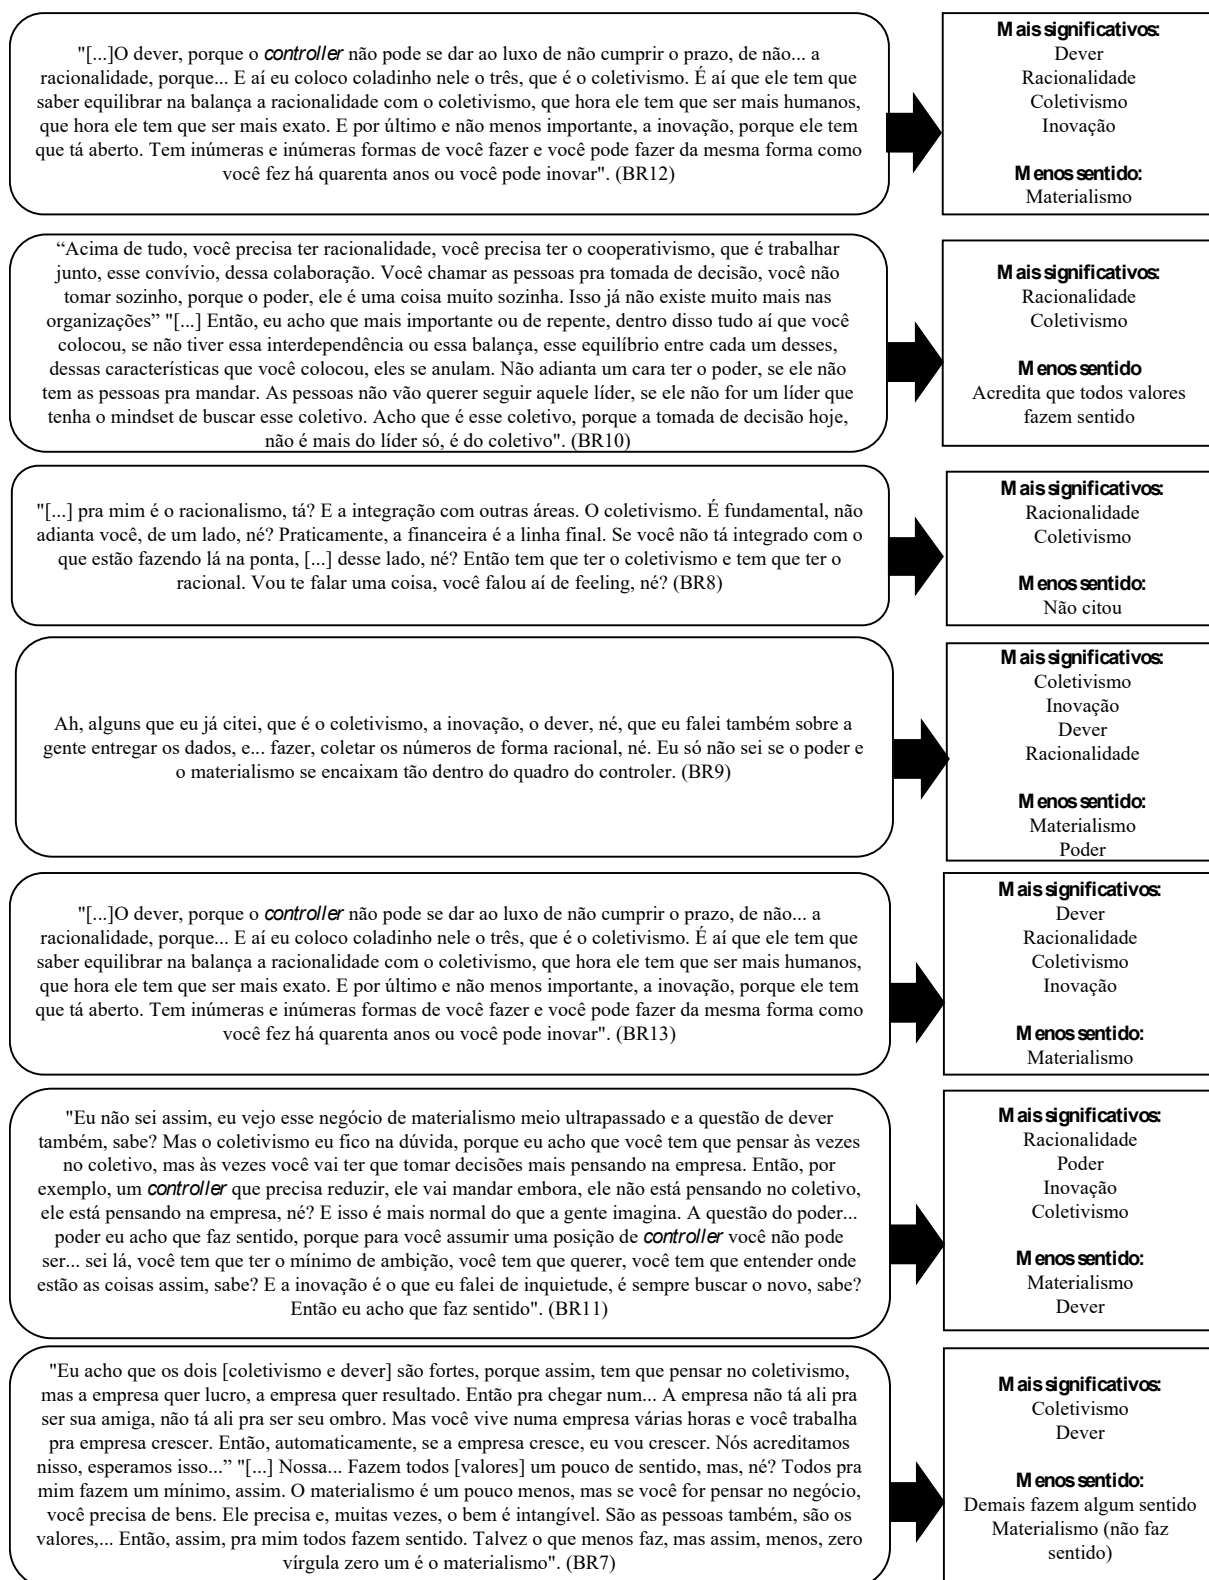 "[...]O dever, porque o controller não pode se dar ao luxo de não cumprir o prazo, de não... a
racionalidade, porque... E aí eu coloco coladinho nele o três, que é o coletivismo. É aí que ele tem que
saber equilibrar na balança a racionalidade com o coletivismo, que hora ele tem que ser mais humanos,
que hora ele tem que ser mais exato. E por último e não menos importante, a inovação, porque ele tem
que tá aberto. Tem inúmeras e inúmeras formas de você fazer e você pode fazer da mesma forma como
você fez há quarenta anos ou você pode inovar". (BR12)
Mais significativos:
Dever
Racionalidade
Coletivismo
Inovação
Menos sentido:
Materialismo
“Acima de tudo, você precisa ter racionalidade, você precisa ter o cooperativismo, que é trabalhar
junto, esse convívio, dessa colaboração. Você chamar as pessoas pra tomada de decisão, você não
tomar sozinho, porque o poder, ele é uma coisa muito sozinha. Isso já não existe muito mais nas
organizações” "[...] Então, eu acho que mais importante ou de repente, dentro disso tudo aí que você
colocou, se não tiver essa interdependência ou essa balança, esse equilíbrio entre cada um desses,
dessas características que você colocou, eles se anulam. Não adianta um cara ter o poder, se ele não
tem as pessoas pra mandar. As pessoas não vão querer seguir aquele líder, se ele não for um líder que
tenha o mindset de buscar esse coletivo. Acho que é esse coletivo, porque a tomada de decisão hoje,
não é mais do líder só, é do coletivo". (BR10)
Mais significativos:
Racionalidade
Coletivismo
Menos sentido
Acredita que todos valores
fazem sentido
"[...] pra mim é o racionalismo, tá? E a integração com outras áreas. O coletivismo. É fundamental, não
adianta você, de um lado, né? Praticamente, a financeira é a linha final. Se você não tá integrado com o
que estão fazendo lá na ponta, [...] desse lado, né? Então tem que ter o coletivismo e tem que ter o
racional. Vou te falar uma coisa, você falou aí de feeling, né? (BR8)
Mais significativos:
Racionalidade
Coletivismo
Menos sentido:
Não citou
Ah, alguns que eu já citei, que é o coletivismo, a inovação, o dever, né, que eu falei também sobre a
gente entregar os dados, e... fazer, coletar os números de forma racional, né. Eu só não sei se o poder e
o materialismo se encaixam tão dentro do quadro do controler. (BR9)
Mais significativos:
Coletivismo
Inovação
Dever
Racionalidade
Menos sentido:
Materialismo
Poder
"[...]O dever, porque o controller não pode se dar ao luxo de não cumprir o prazo, de não... a
racionalidade, porque... E aí eu coloco coladinho nele o três, que é o coletivismo. É aí que ele tem que
saber equilibrar na balança a racionalidade com o coletivismo, que hora ele tem que ser mais humanos,
que hora ele tem que ser mais exato. E por último e não menos importante, a inovação, porque ele tem
que tá aberto. Tem inúmeras e inúmeras formas de você fazer e você pode fazer da mesma forma como
você fez há quarenta anos ou você pode inovar". (BR13)
Mais significativos:
Dever
Racionalidade
Coletivismo
Inovação
Menos sentido:
Materialismo
"Eu não sei assim, eu vejo esse negócio de materialismo meio ultrapassado e a questão de dever
também, sabe? Mas o coletivismo eu fico na dúvida, porque eu acho que você tem que pensar às vezes
no coletivo, mas às vezes você vai ter que tomar decisões mais pensando na empresa. Então, por
exemplo, um controller que precisa reduzir, ele vai mandar embora, ele não está pensando no coletivo,
ele está pensando na empresa, né? E isso é mais normal do que a gente imagina. A questão do poder...
poder eu acho que faz sentido, porque para você assumir uma posição de controller você não pode
ser... sei lá, você tem que ter o mínimo de ambição, você tem que querer, você tem que entender onde
estão as coisas assim, sabe? E a inovação é o que eu falei de inquietude, é sempre buscar o novo, sabe?
Então eu acho que faz sentido". (BR11)
Mais significativos:
Racionalidade
Poder
Inovação
Coletivismo
Menos sentido:
Materialismo
Dever
"Eu acho que os dois [coletivismo e dever] são fortes, porque assim, tem que pensar no coletivismo,
mas a empresa quer lucro, a empresa quer resultado. Então pra chegar num... A empresa não tá ali pra
ser sua amiga, não tá ali pra ser seu ombro. Mas você vive numa empresa várias horas e você trabalha
pra empresa crescer. Então, automaticamente, se a empresa cresce, eu vou crescer. Nós acreditamos
nisso, esperamos isso...” "[...] Nossa... Fazem todos [valores] um pouco de sentido, mas, né? Todos pra
mim fazem um mínimo, assim. O materialismo é um pouco menos, mas se você for pensar no negócio,
você precisa de bens. Ele precisa e, muitas vezes, o bem é intangível. São as pessoas também, são os
valores,... Então, assim, pra mim todos fazem sentido. Talvez o que menos faz, mas assim, menos, zero
vírgula zero um é o materialismo". (BR7)
Mais significativos:
Coletivismo
Dever
Menos sentido:
Demais fazem algum sentido
Materialismo (não faz
sentido)